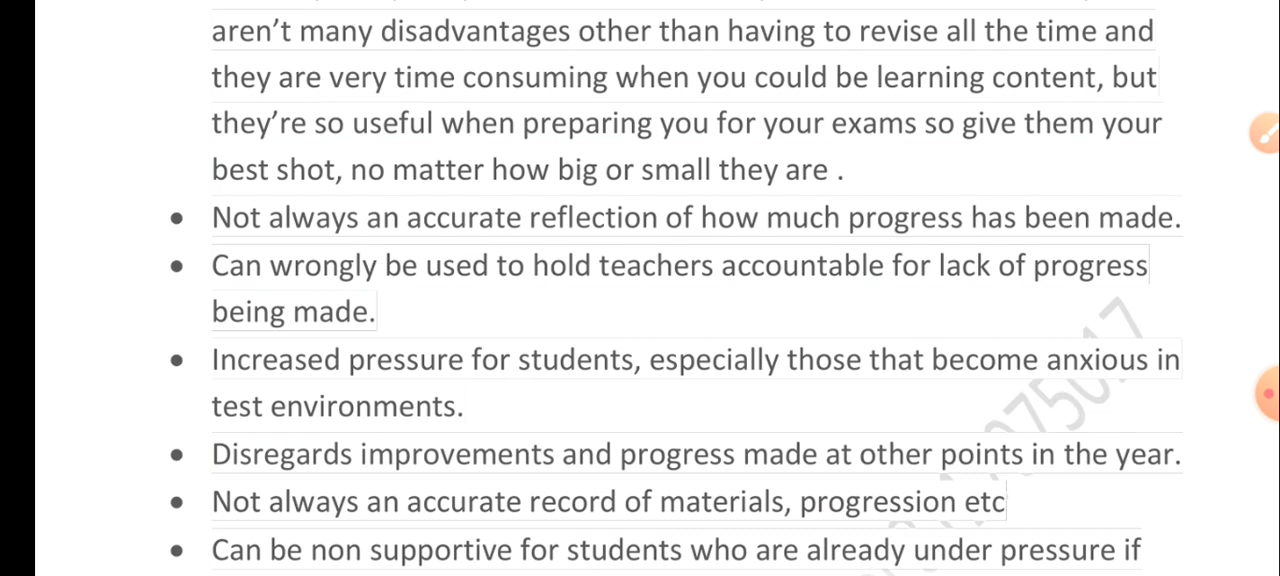 aren’t many disadvantages other than having to revise all the time and
they are very time consuming when you could be learning content, but
they’re so useful when preparing you for your exams so give them your
best shot, no matter how big or small they are .
• Not always an accurate reflection of how much progress has been made.
• Can wrongly be used to hold teachers accountable for lack of progress
being made.
• Increased pressure for students, especially those that become anxious in
test environments.
• Disregards improvements and progress made at other points in the year.
• Not always an accurate record of materials, progression etc
• Can be non supportive for students who are already under pressure if